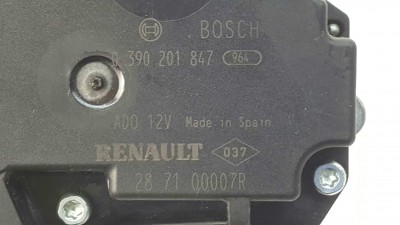 BOSCH
0 390 201 847 964
ADO 12V Made in Spain
RENAULT 037
28 71 00007R